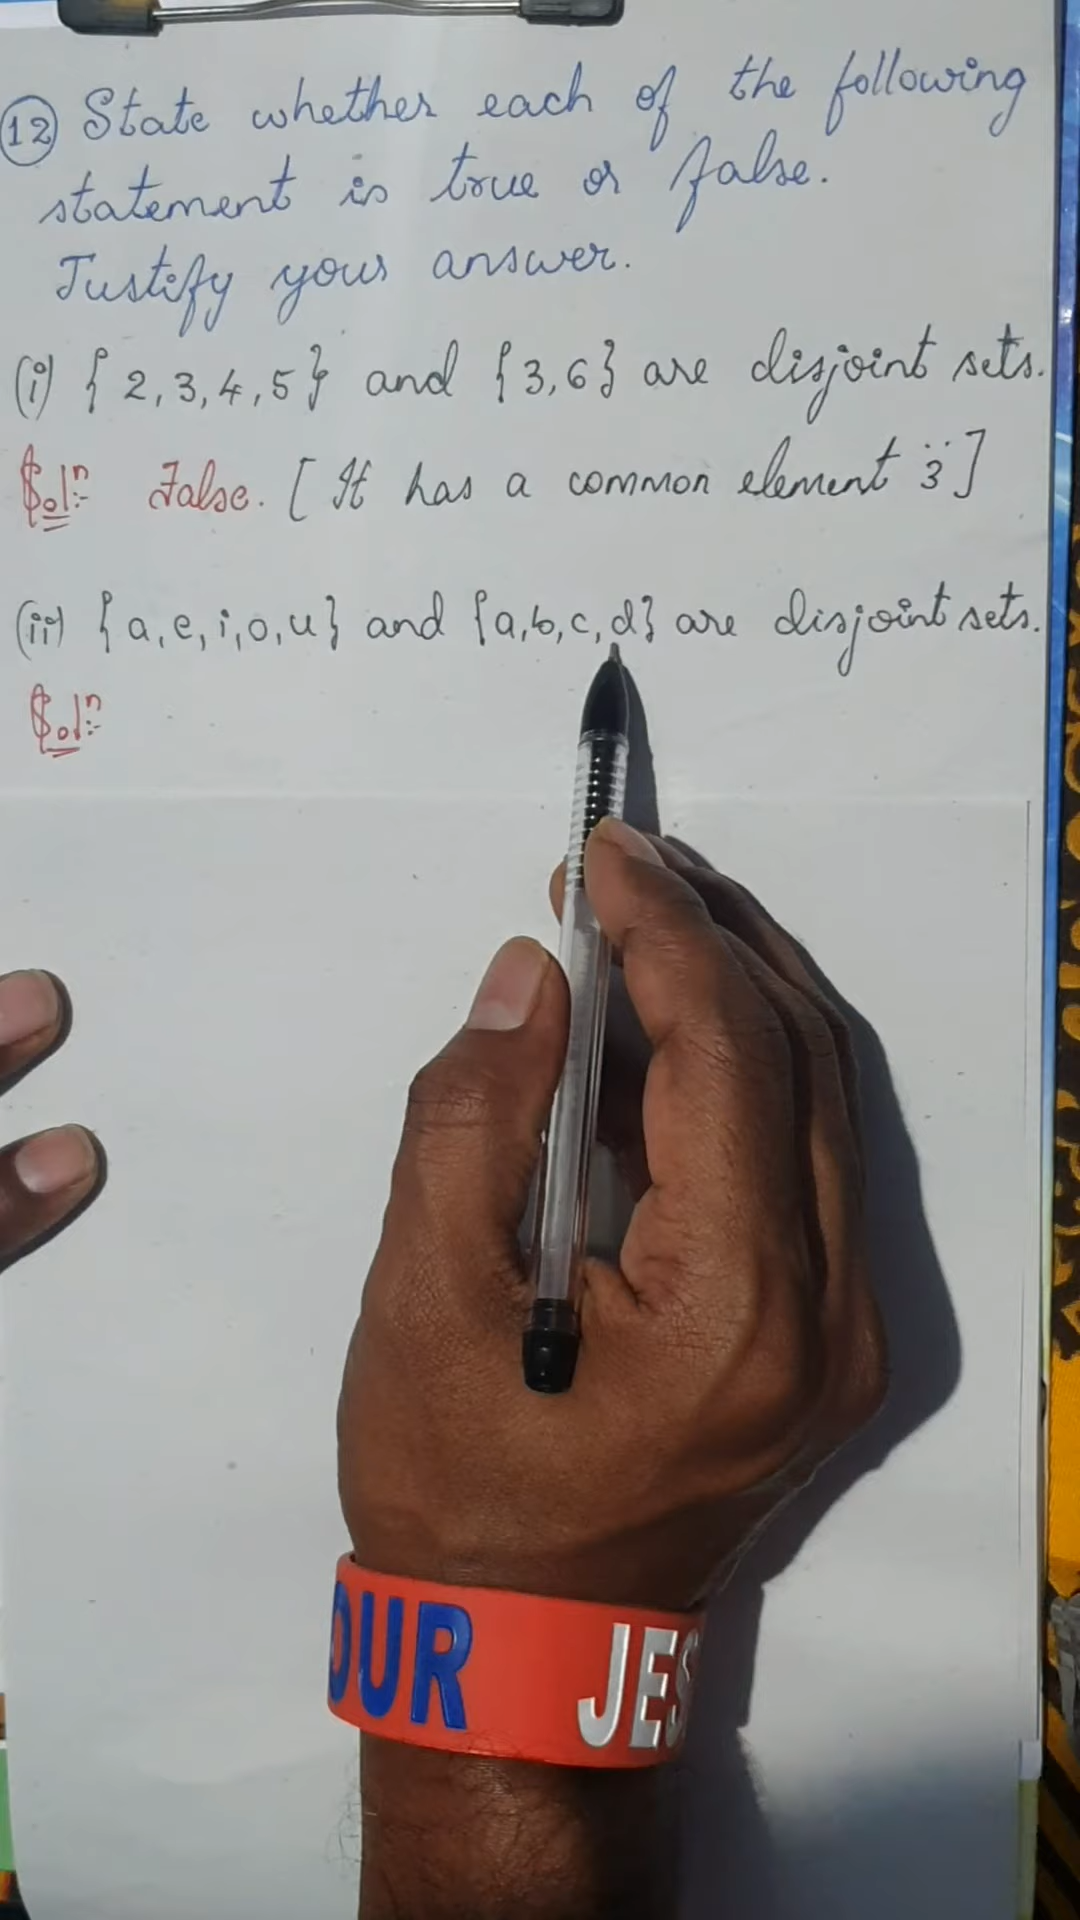 12 State whether each of the following
statement is true or false.
Justify your answer.
(i) { 2, 3, 4, 5 } and {3, 6} are disjoint sets.
Solⁿ:- False. [ It has a common element 3 ]
(ii) { a, e, i, o, u } and {a, b, c, d} are disjoint sets.
Solⁿ:-
OUR JES